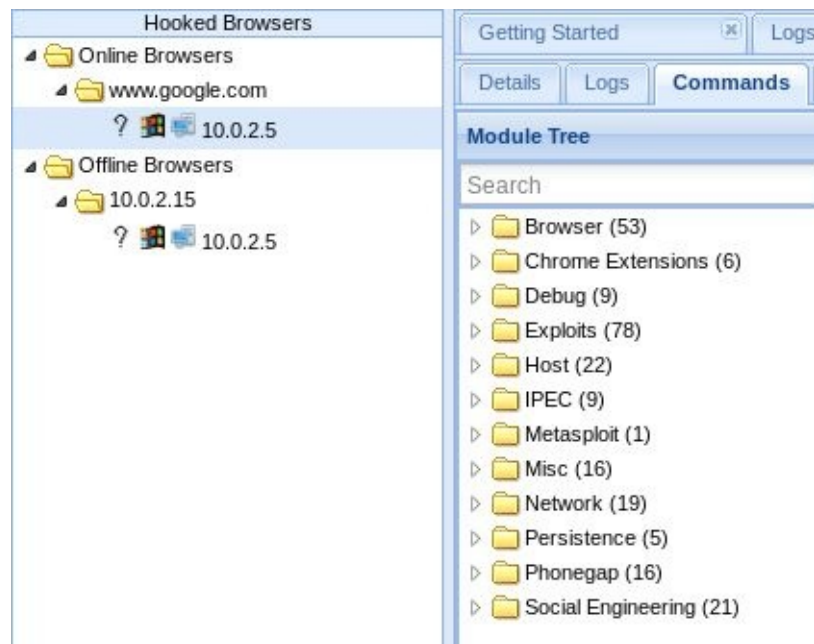 Hooked Browsers
Online Browsers
www.google.com
? 10.0.2.5
Offline Browsers
10.0.2.15
? 10.0.2.5
Getting Started
Logs
Details
Logs
Commands
Module Tree
Search
Browser (53)
Chrome Extensions (6)
Debug (9)
Exploits (78)
Host (22)
IPEC (9)
Metasploit (1)
Misc (16)
Network (19)
Persistence (5)
Phonegap (16)
Social Engineering (21)